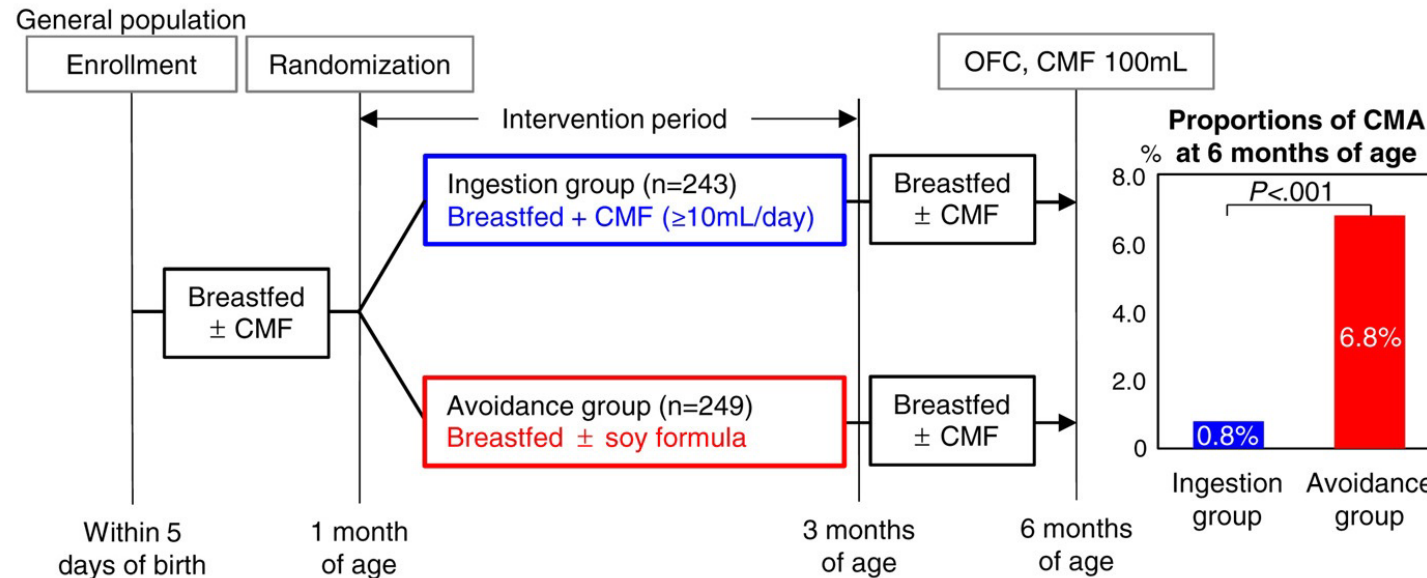 General population
Enrollment
Randomization
OFC, CMF 100mL
Intervention period
Ingestion group (n=243)
Breastfed + CMF (≥10mL/day)
Breastfed
± CMF
Breastfed
± CMF
Avoidance group (n=249)
Breastfed ± soy formula
Breastfed
± CMF
Within 5
days of birth
1 month
of age
3 months
of age
6 months
of age
Proportions of CMA
at 6 months of age
%
8.0
6.0
4.0
2.0
0
P<.001
0.8%
6.8%
Ingestion
group
Avoidance
group